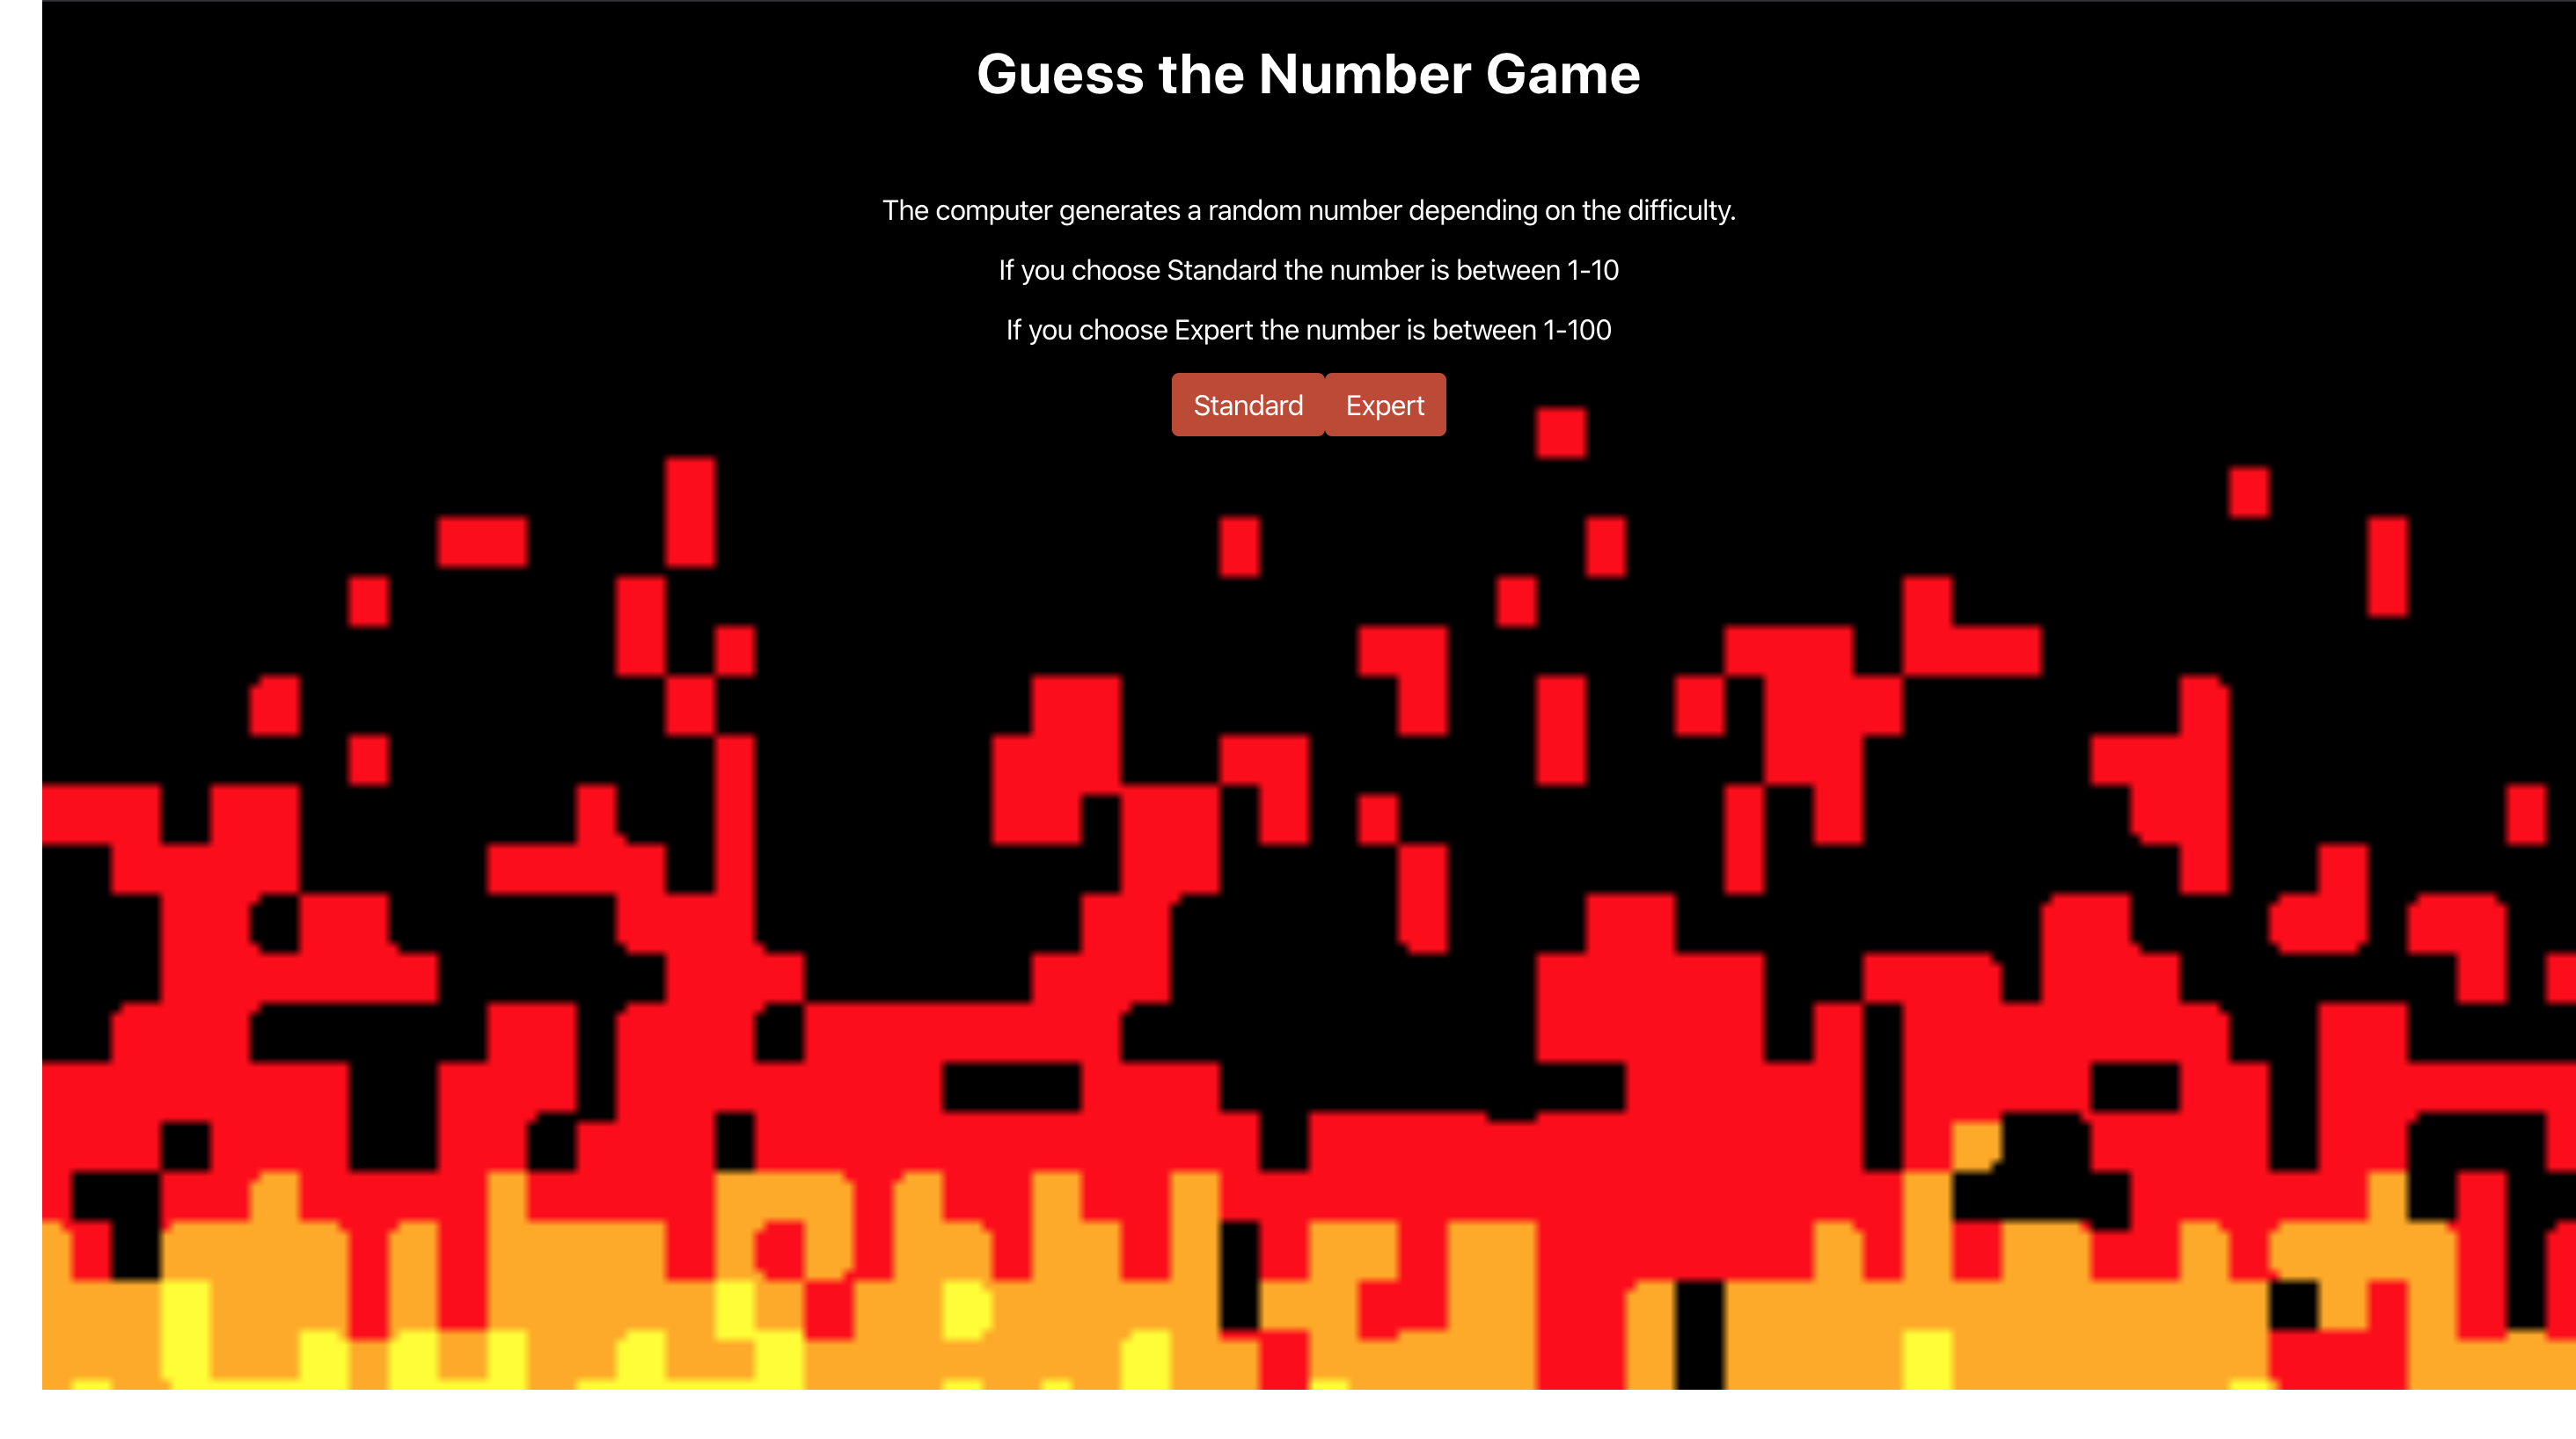 Guess the Number Game
The computer generates a random number depending on the difficulty.
If you choose Standard the number is between 1-10
If you choose Expert the number is between 1-100
Standard Expert